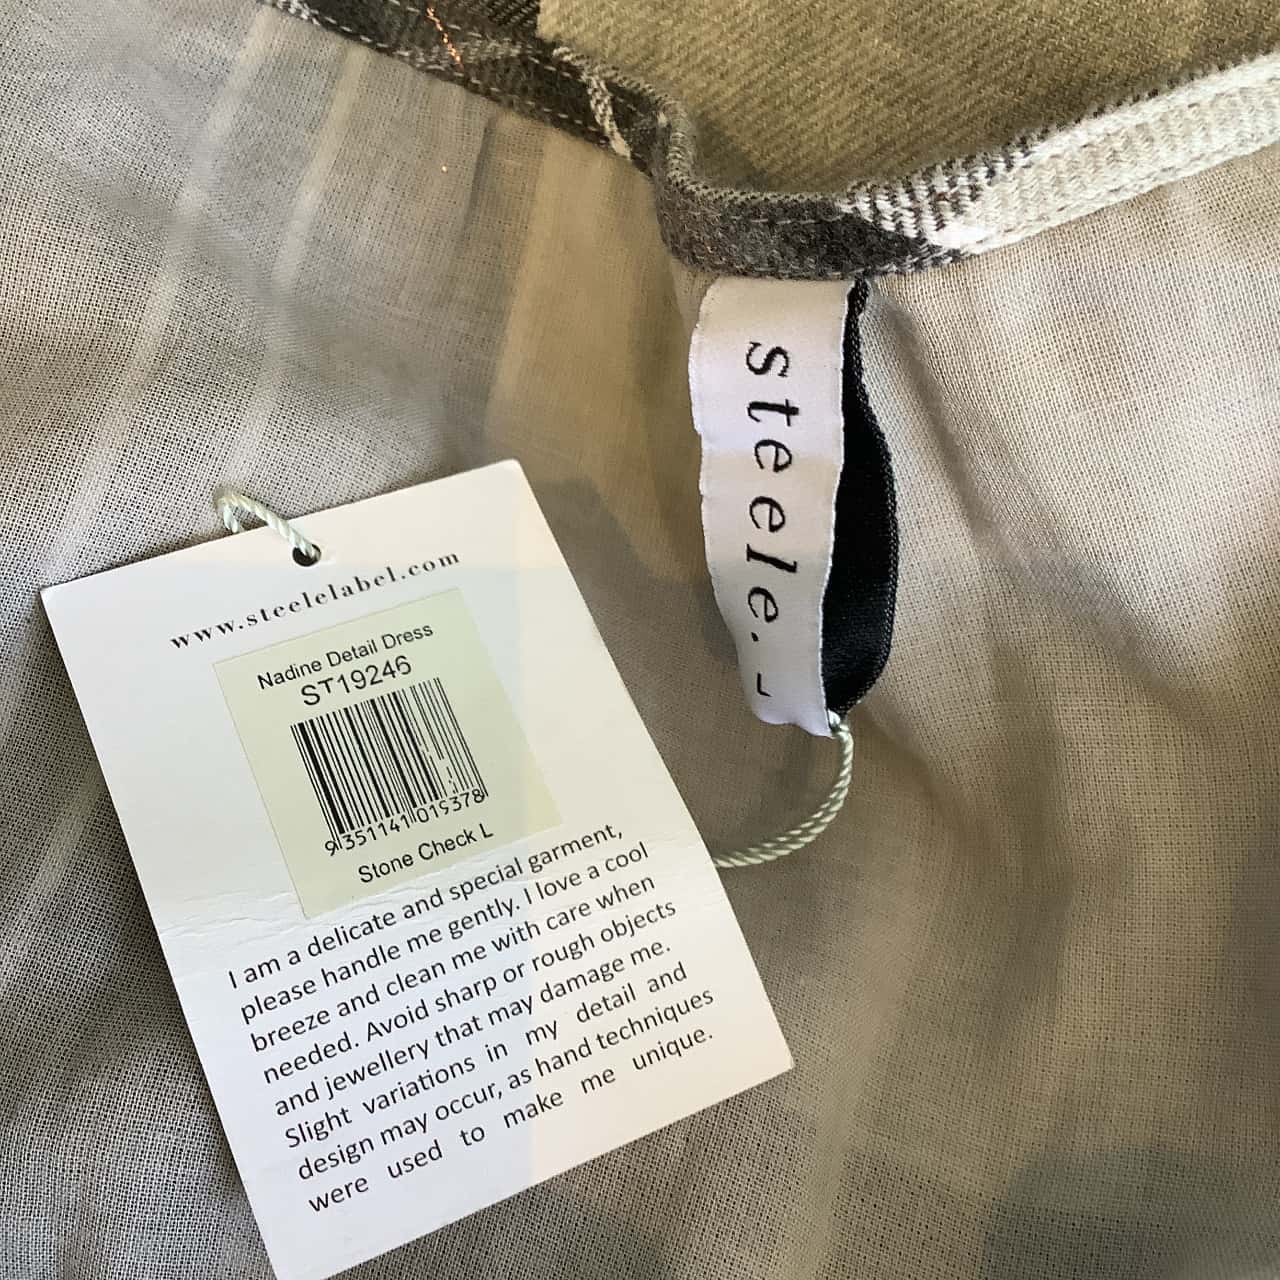 steele.
L
www.steelelabel.com
Nadine Detail Dress
ST19246
9351141019378
Stone Check L
I am a delicate and special garment,
please handle me gently. I love a cool
breeze and clean me with care when
needed. Avoid sharp or rough objects
and jewellery that may damage me.
Slight variations in my detail and
design may occur, as hand techniques
were used to make me unique.